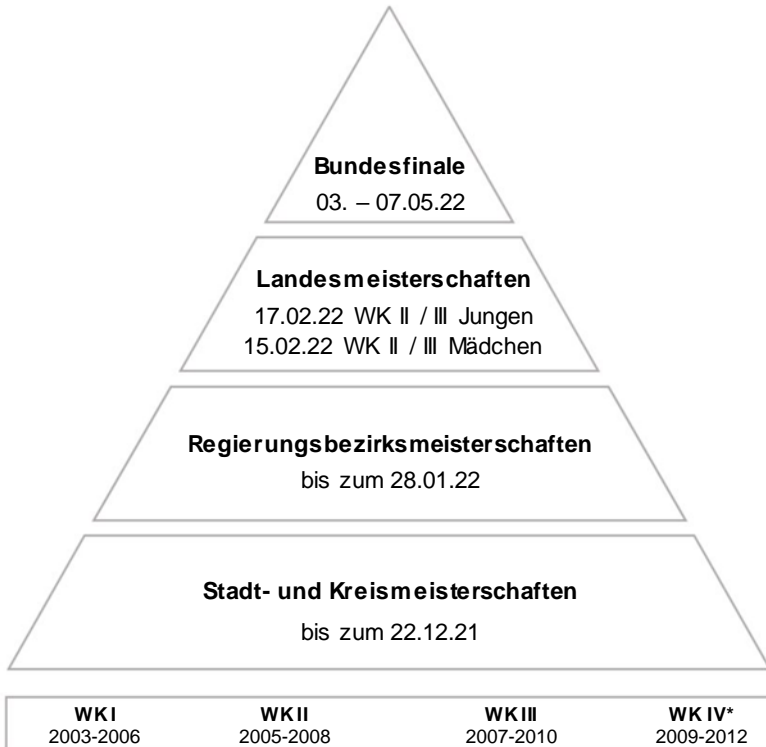 Bundesfinale
03. – 07.05.22
Landesmeisterschaften
17.02.22 WK II / III Jungen
15.02.22 WK II / III Mädchen
Regierungsbezirksmeisterschaften
bis zum 28.01.22
Stadt- und Kreismeisterschaften
bis zum 22.12.21
WK I WK II WK III WK IV*
2003-2006 2005-2008 2007-2010 2009-2012